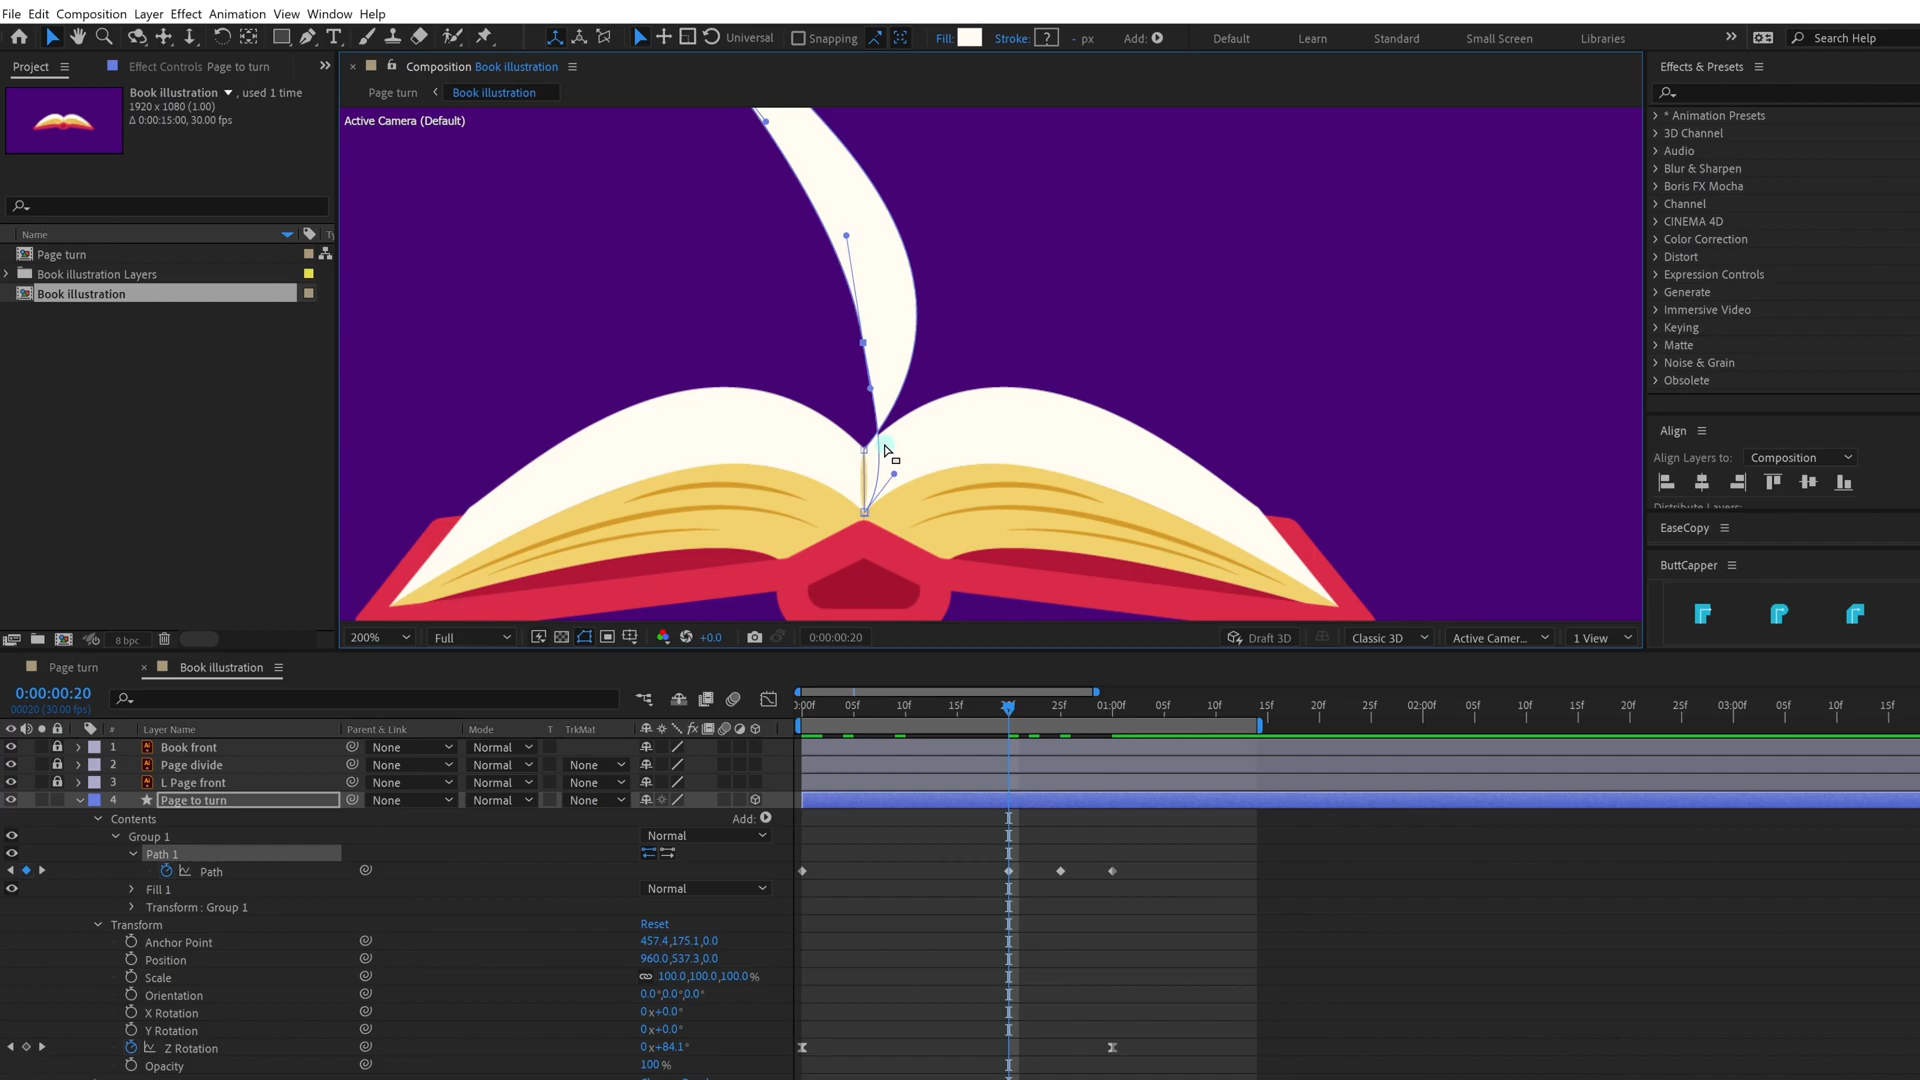 File Edit Composition Layer Effect Animation View Window Help
Universal Snapping Fill: Stroke: ? - px Add: Default Learn Standard Small Screen Libraries Search Help
Project Effect Controls Page to turn
Composition Book illustration
Effects & Presets
Page turn Book illustration
Book illustration , used 1 time
1920 x 1080 (1.00)
Δ 0:00:15:00, 30.00 fps
Active Camera (Default)
* Animation Presets
3D Channel
Audio
Blur & Sharpen
Boris FX Mocha
Channel
CINEMA 4D
Color Correction
Distort
Expression Controls
Generate
Immersive Video
Keying
Matte
Noise & Grain
Obsolete
Name Ty
Page turn
Book illustration Layers
Book illustration
Align
Align Layers to: Composition
Distribute Layers:
EaseCopy
ButtCapper
8 bpc
200% Full +0.0 0:00:00:20 Draft 3D Classic 3D Active Camer... 1 View
Page turn Book illustration
0:00:00:20
00020 (30.00 fps)
0:00f 05f 10f 15f 25f 01:00f 05f 10f 15f 20f 25f 02:00f 05f 10f 15f 20f 25f 03:00f 05f 10f 15f
# Layer Name Parent & Link Mode T TrkMat
1 Book front None Normal
2 Page divide None Normal None
3 L Page front None Normal None
4 Page to turn None Normal None
Contents Add:
Group 1 Normal
Path 1
Path
Fill 1 Normal
Transform : Group 1
Transform Reset
Anchor Point 457.4,175.1,0.0
Position 960.0,537.3,0.0
Scale 100.0,100.0,100.0%
Orientation 0.0°,0.0°,0.0°
X Rotation 0x+0.0°
Y Rotation 0x+0.0°
Z Rotation 0x+84.1°
Opacity 100%